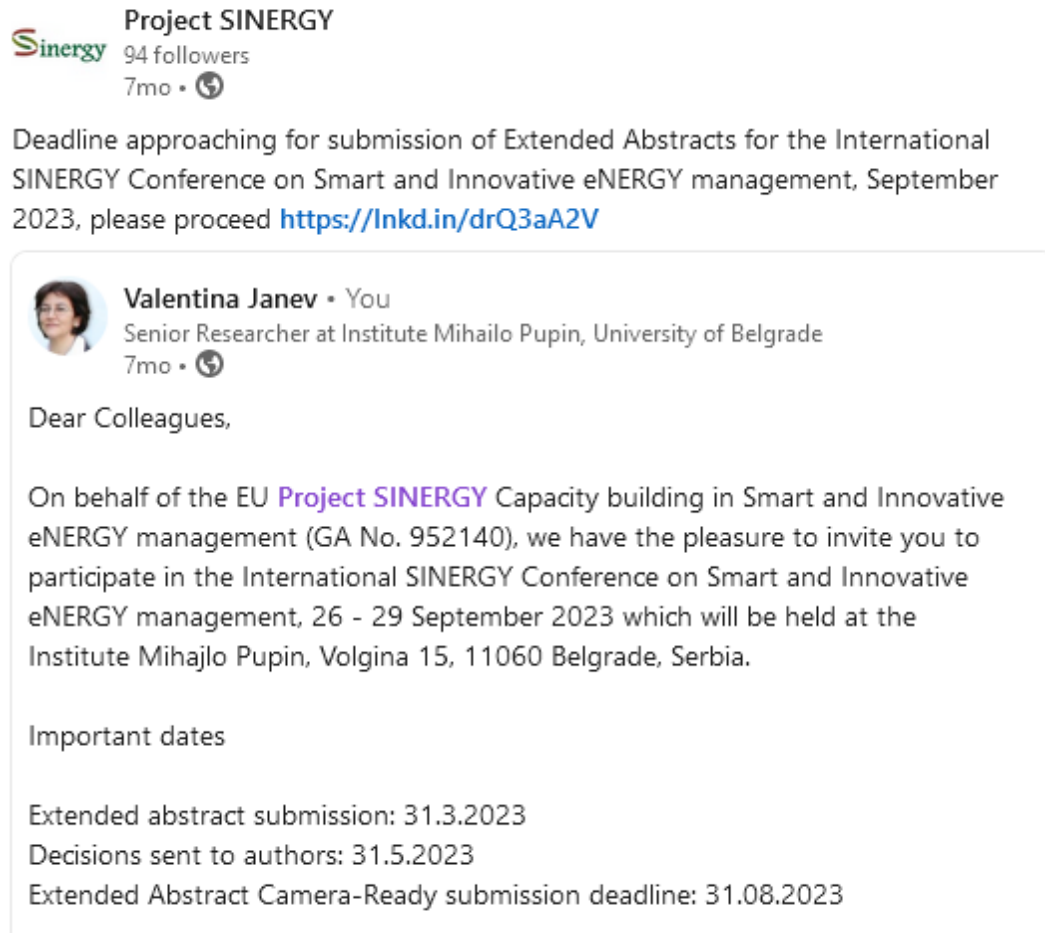 Sinergy
Project SINERGY
94 followers
7mo •
Deadline approaching for submission of Extended Abstracts for the International
SINERGY Conference on Smart and Innovative eNERGY management, September
2023, please proceed https://lnkd.in/drQ3aA2V
Valentina Janev • You
Senior Researcher at Institute Mihailo Pupin, University of Belgrade
7mo •
Dear Colleagues,
On behalf of the EU Project SINERGY Capacity building in Smart and Innovative
eNERGY management (GA No. 952140), we have the pleasure to invite you to
participate in the International SINERGY Conference on Smart and Innovative
eNERGY management, 26 - 29 September 2023 which will be held at the
Institute Mihajlo Pupin, Volgina 15, 11060 Belgrade, Serbia.
Important dates
Extended abstract submission: 31.3.2023
Decisions sent to authors: 31.5.2023
Extended Abstract Camera-Ready submission deadline: 31.08.2023